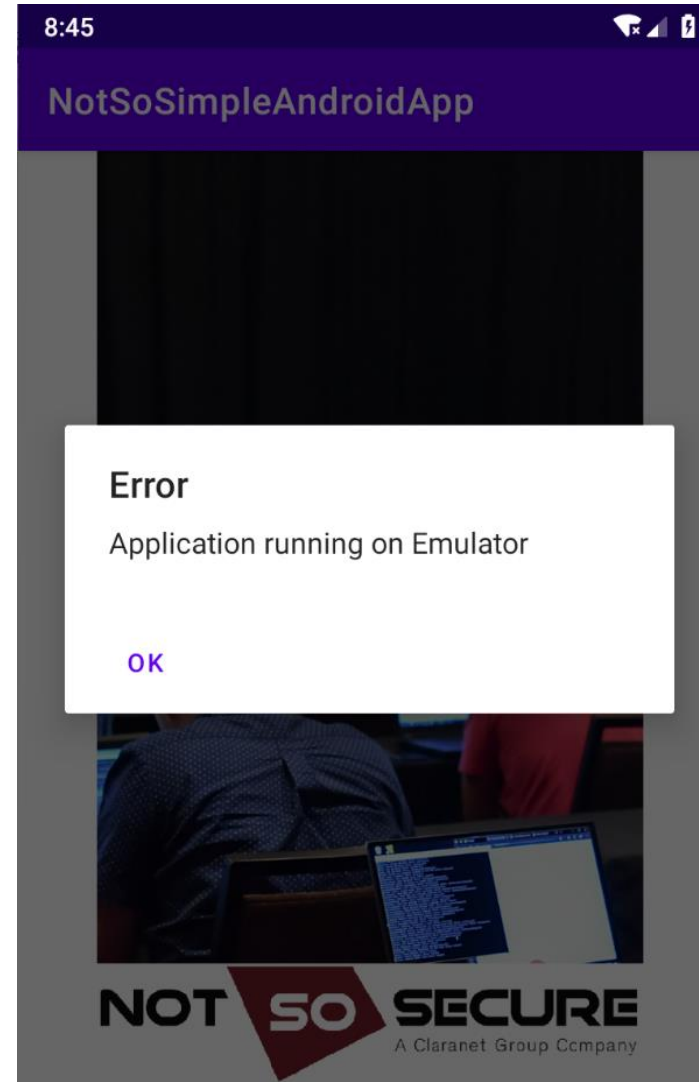 8:45
NotSoSimpleAndroidApp
Error
Application running on Emulator
OK
NOT SO SECURE
A Claranet Group Company